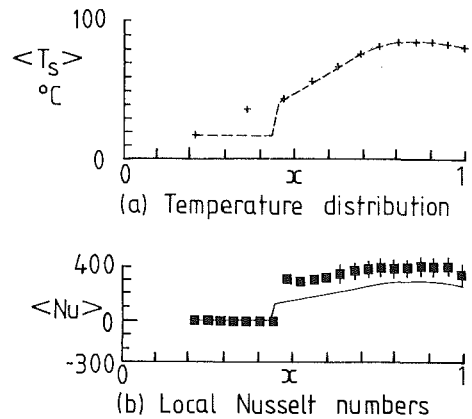 100
<Ts>
°C
0
0 x 1
(a) Temperature distribution
400
<Nu>
0
-300
0 x 1
(b) Local Nusselt numbers